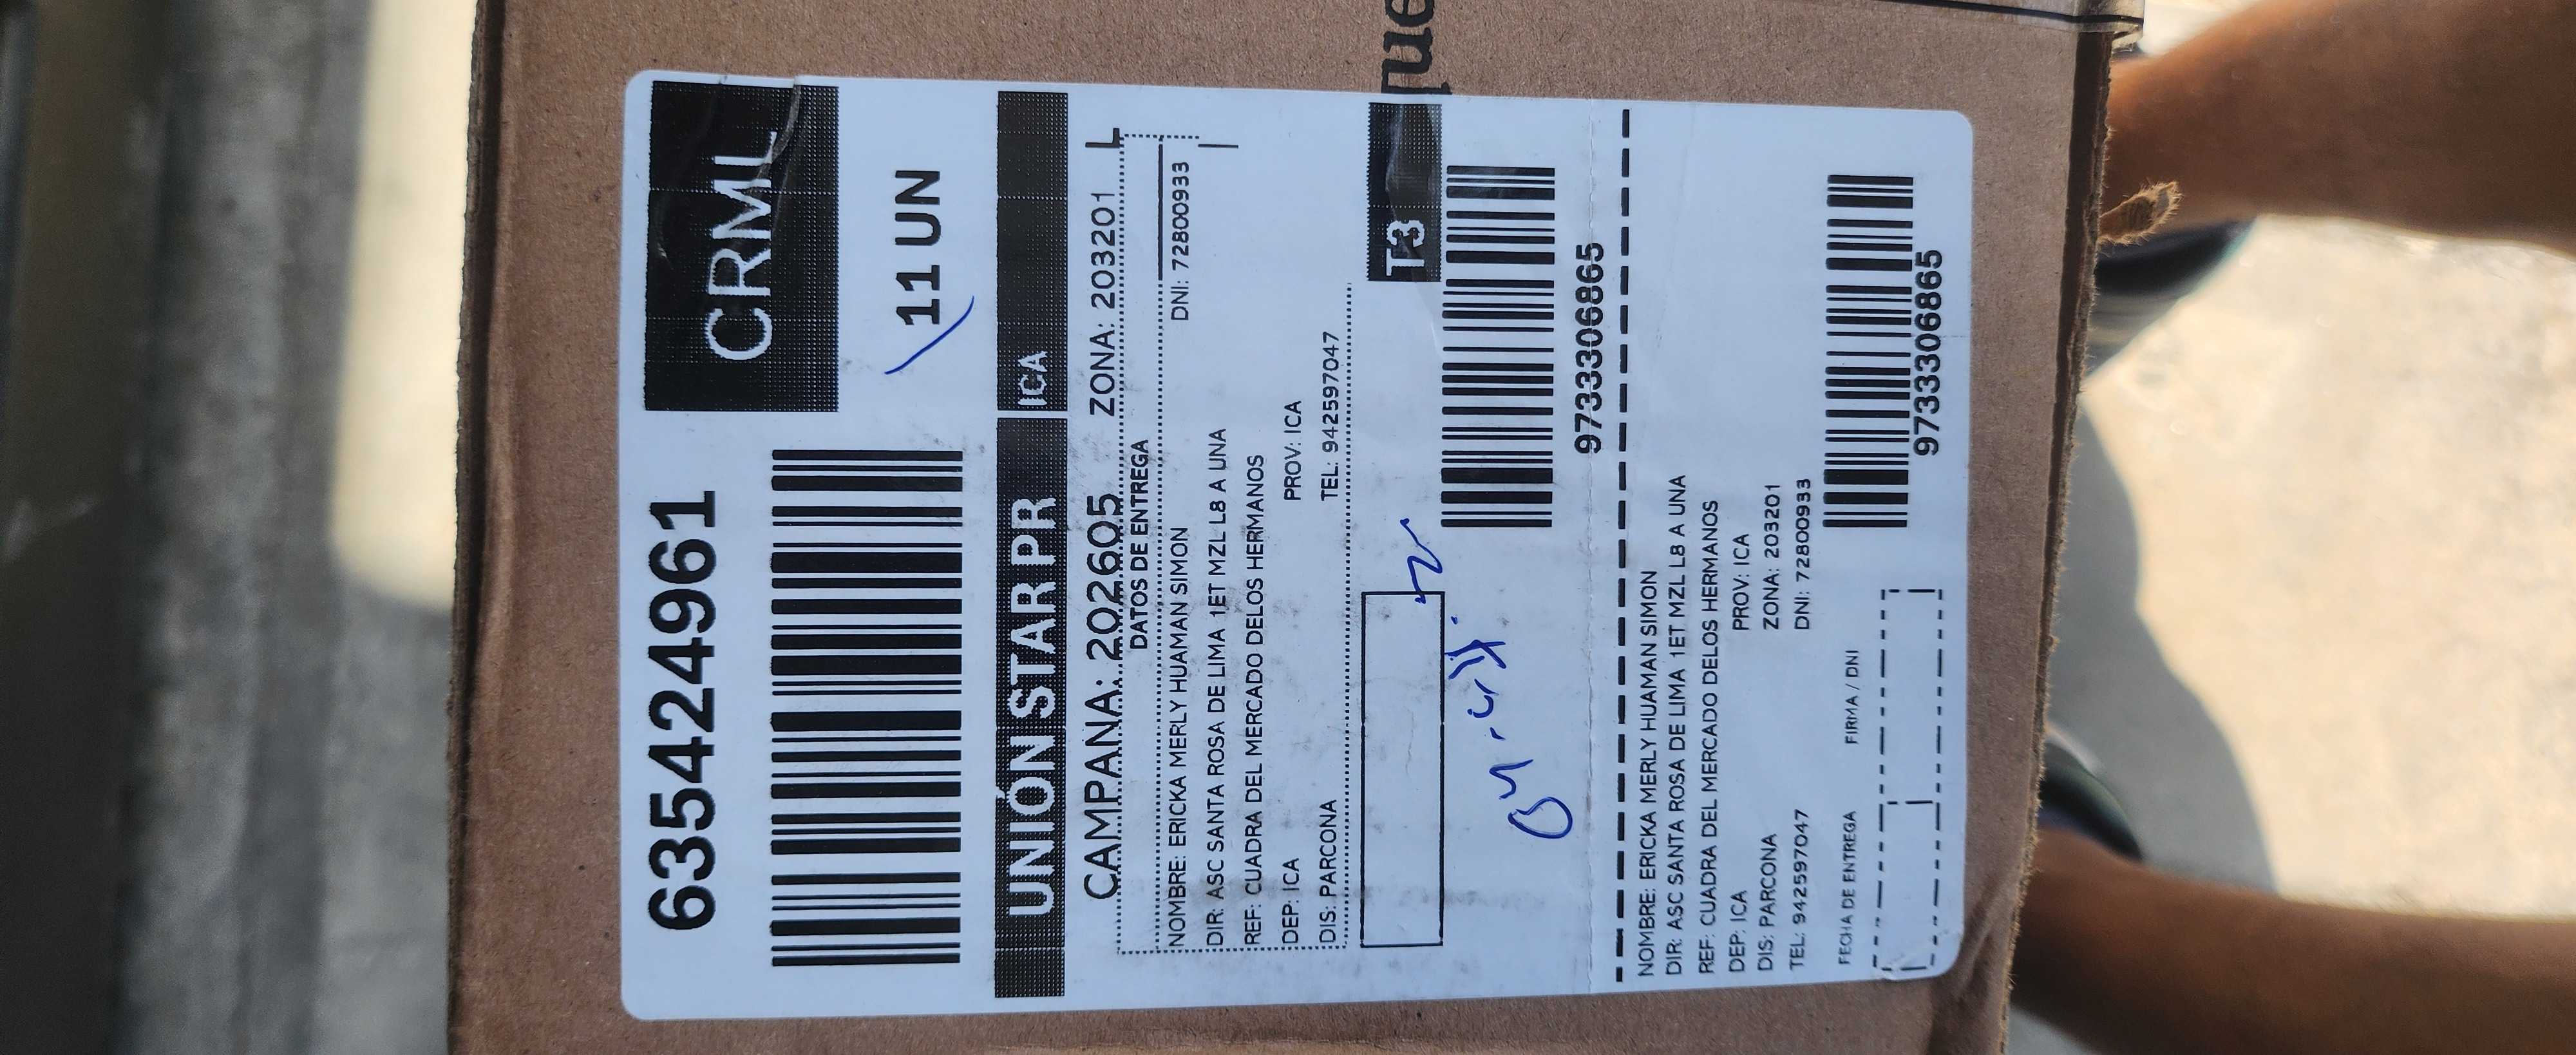 6354424961
CRML
11 UN
UNIÓN STAR PR ICA
CAMPANA: 202605 ZONA: 203201
DATOS DE ENTREGA
NOMBRE: ERICKA MERLY HUAMAN SIMON DNI: 72800933
DIR: ASC SANTA ROSA DE LIMA 1ET MZL L8 A UNA
REF: CUADRA DEL MERCADO DELOS HERMANOS
DEP: ICA PROV: ICA
DIS: PARCONA TEL: 942597047
T3
9733306865
NOMBRE: ERICKA MERLY HUAMAN SIMON
DIR: ASC SANTA ROSA DE LIMA 1ET MZL L8 A UNA
REF: CUADRA DEL MERCADO DELOS HERMANOS
DEP: ICA PROV: ICA
DIS: PARCONA ZONA: 203201
TEL: 942597047 DNI: 72800933
FECHA DE ENTREGA FIRMA / DNI
9733306865